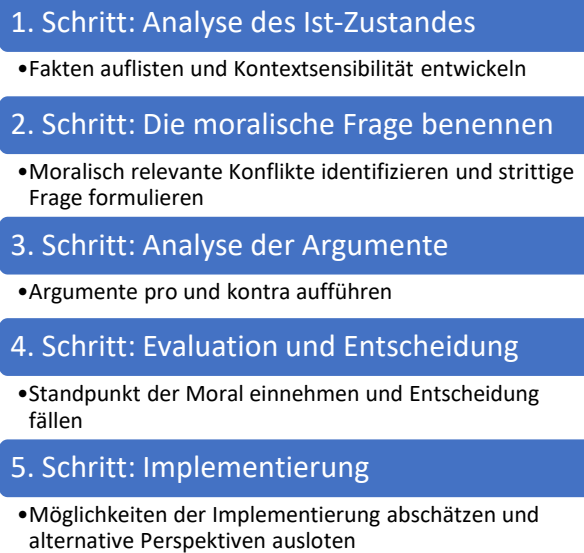 1. Schritt: Analyse des Ist-Zustandes
•Fakten auflisten und Kontextsensibilität entwickeln
2. Schritt: Die moralische Frage benennen
•Moralisch relevante Konflikte identifizieren und strittige
Frage formulieren
3. Schritt: Analyse der Argumente
•Argumente pro und kontra aufführen
4. Schritt: Evaluation und Entscheidung
•Standpunkt der Moral einnehmen und Entscheidung
fällen
5. Schritt: Implementierung
•Möglichkeiten der Implementierung abschätzen und
alternative Perspektiven ausloten